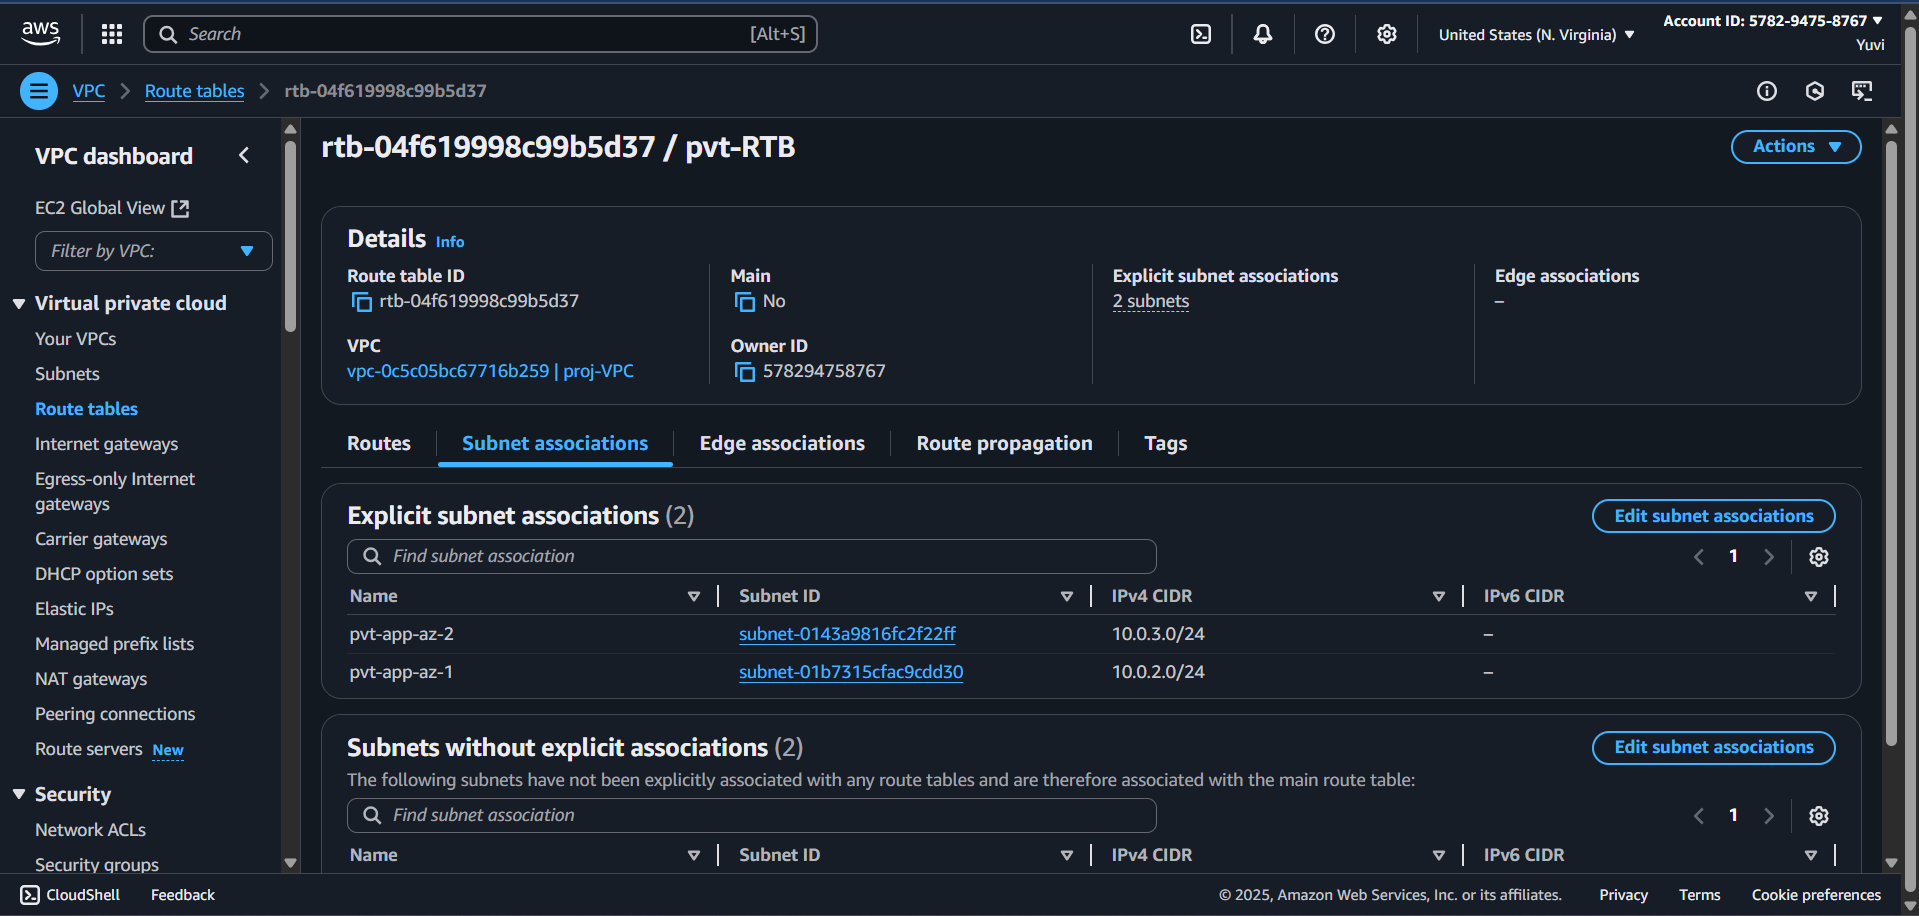 aws
Search [Alt+S]
United States (N. Virginia)
Account ID: 5782-9475-8767
Yuvi
VPC
Route tables
rtb-04f619998c99b5d37
VPC dashboard
EC2 Global View
Filter by VPC:
Virtual private cloud
Your VPCs
Subnets
Route tables
Internet gateways
Egress-only Internet
gateways
Carrier gateways
DHCP option sets
Elastic IPs
Managed prefix lists
NAT gateways
Peering connections
Route servers New
Security
Network ACLs
Security groups
rtb-04f619998c99b5d37 / pvt-RTB
Actions
Details Info
Route table ID
rtb-04f619998c99b5d37
Main
No
Explicit subnet associations
2 subnets
Edge associations
–
VPC
vpc-0c5c05bc67716b259 | proj-VPC
Owner ID
578294758767
Routes
Subnet associations
Edge associations
Route propagation
Tags
Explicit subnet associations (2)
Edit subnet associations
Find subnet association
1
Name Subnet ID IPv4 CIDR IPv6 CIDR
pvt-app-az-2 subnet-0143a9816fc2f22ff 10.0.3.0/24 –
pvt-app-az-1 subnet-01b7315cfac9cdd30 10.0.2.0/24 –
Subnets without explicit associations (2)
Edit subnet associations
The following subnets have not been explicitly associated with any route tables and are therefore associated with the main route table:
Find subnet association
1
Name Subnet ID IPv4 CIDR IPv6 CIDR
CloudShell Feedback
© 2025, Amazon Web Services, Inc. or its affiliates. Privacy Terms Cookie preferences